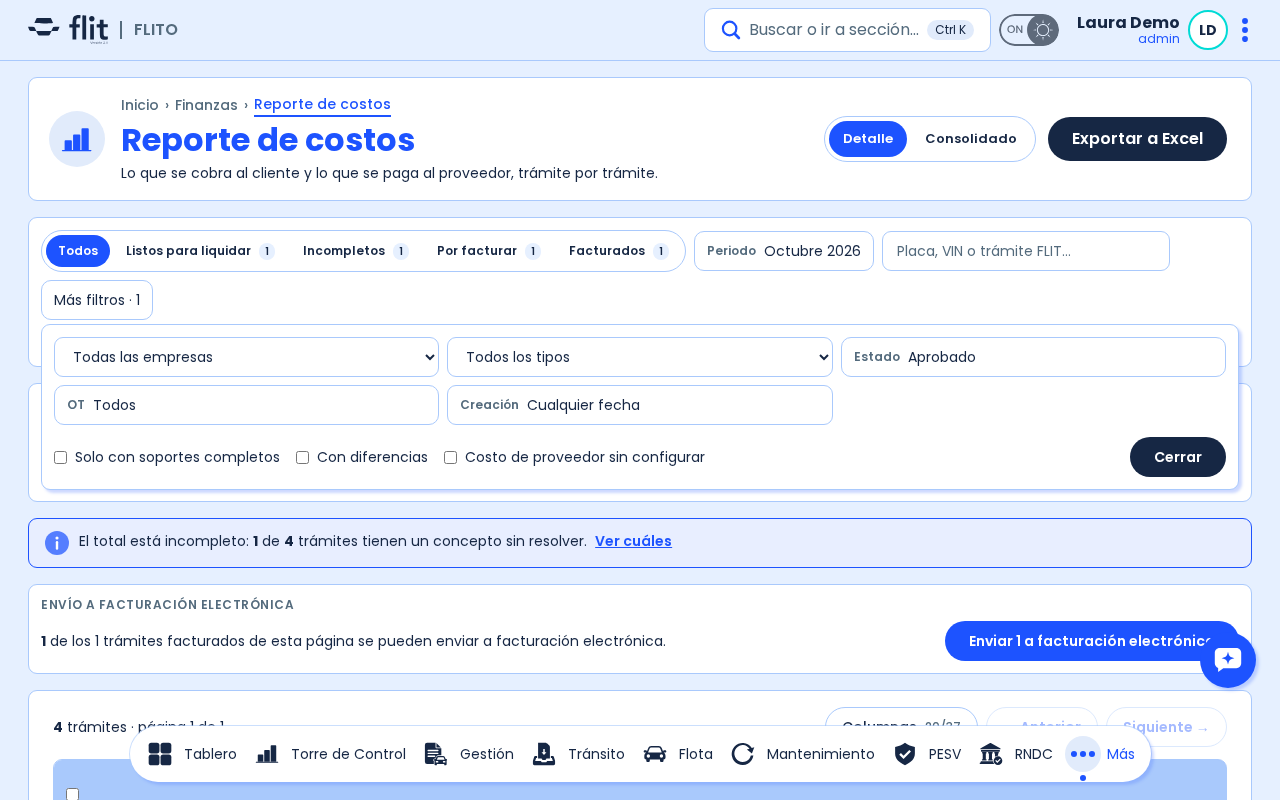 flit FLITO
Buscar o ir a sección... Ctrl K
ON
Laura Demo
admin
LD
Inicio › Finanzas › Reporte de costos
Reporte de costos
Lo que se cobra al cliente y lo que se paga al proveedor, trámite por trámite.
Detalle Consolidado
Exportar a Excel
Todos Listos para liquidar 1 Incompletos 1 Por facturar 1 Facturados 1
Periodo Octubre 2026
Placa, VIN o trámite FLIT...
Más filtros · 1
Todas las empresas
Todos los tipos
Estado Aprobado
OT Todos
Creación Cualquier fecha
Solo con soportes completos
Con diferencias
Costo de proveedor sin configurar
Cerrar
El total está incompleto: 1 de 4 trámites tienen un concepto sin resolver. Ver cuáles
ENVÍO A FACTURACIÓN ELECTRÓNICA
1 de los 1 trámites facturados de esta página se pueden enviar a facturación electrónica.
Enviar 1 a facturación electrónica
4 trámites · página 1 de 1
Columnas
Anterior
Siguiente →
Tablero
Torre de Control
Gestión
Tránsito
Flota
Mantenimiento
PESV
RNDC
Más